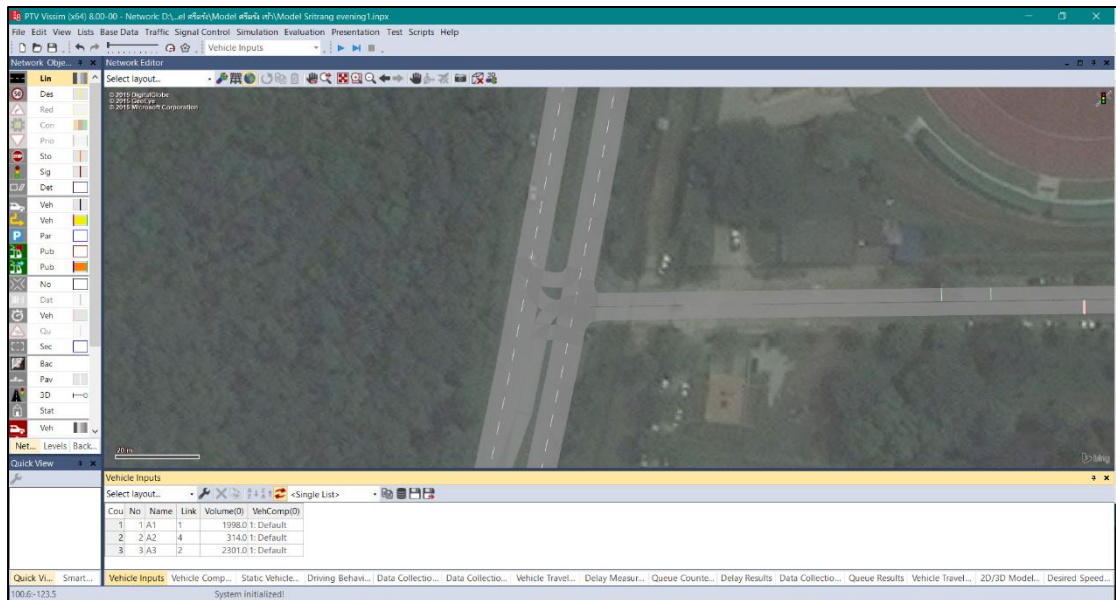 PTV Vissim (x64) 8.00-00 - Network: D:\...el ศรีตรัง\Model ศรีตรัง เช้า\Model Sritrang evening1.inpx
File Edit View Lists Base Data Traffic Signal Control Simulation Evaluation Presentation Test Scripts Help
Vehicle Inputs
Network Obje...
Network Editor
Select layout...
Lin
50 Des
Red
Con
Prio
STOP Sto
Sig
Det
Veh
Veh
P Par
Pub
Pub
No
Dat
Veh
Qu
Sec
Bac
Pav
3D
Stat
Veh
Net... Levels Back...
© 2015 DigitalGlobe
© 2015 GeoEye
© 2015 Microsoft Corporation
20 m
bing
Quick View
Vehicle Inputs
Select layout... <Single List>
Cou No Name Link Volume(0) VehComp(0)
1 1 A1 1 1998.0 1: Default
2 2 A2 4 314.0 1: Default
3 3 A3 2 2301.0 1: Default
Quick Vi... Smart...
Vehicle Inputs Vehicle Comp... Static Vehicle... Driving Behavi... Data Collectio... Data Collectio... Vehicle Travel... Delay Measur... Queue Counte... Delay Results Data Collectio... Queue Results Vehicle Travel... 2D/3D Model... Desired Speed...
100.6:-123.5 System initialized!